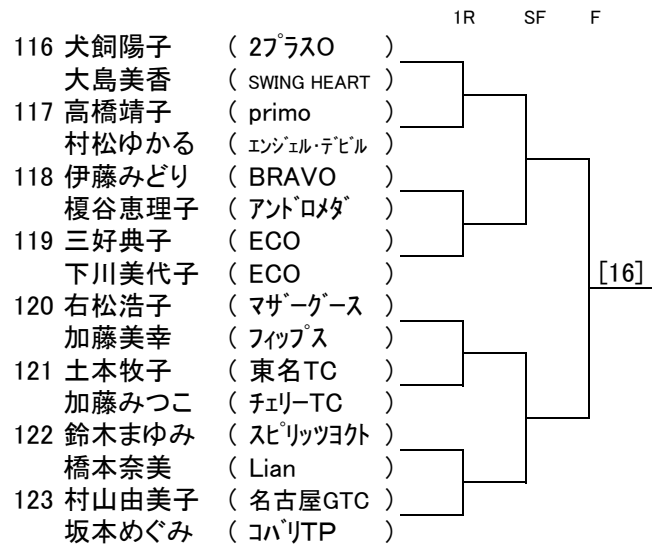 1R SF F
116 犬飼陽子 ( 2プラスO )
大島美香 ( SWING HEART )
117 高橋靖子 ( primo )
村松ゆかる ( エンジェル・デビル )
118 伊藤みどり ( BRAVO )
榎谷恵理子 ( アンドロメダ )
119 三好典子 ( ECO )
下川美代子 ( ECO )
[16]
120 右松浩子 ( マザーグース )
加藤美幸 ( フィップス )
121 土本牧子 ( 東名TC )
加藤みつこ ( チェリーTC )
122 鈴木まゆみ ( スピリッツヨクト )
橋本奈美 ( Lian )
123 村山由美子 ( 名古屋GTC )
坂本めぐみ ( コバリTP )